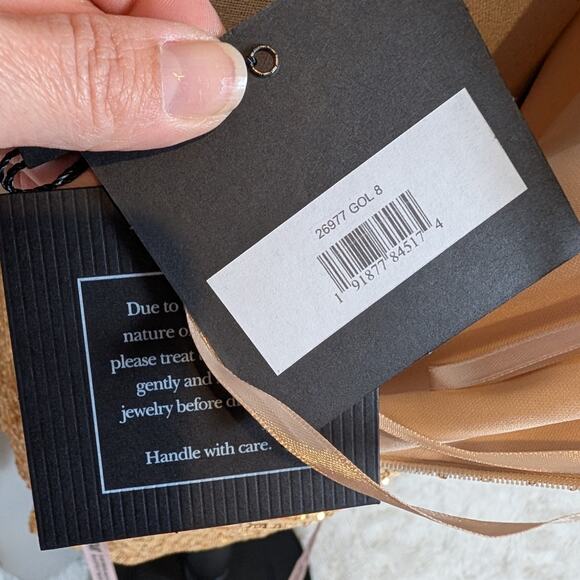 26977 GOL 8
1 91877 84517 4
Due to
nature o
please treat
gently and
jewelry before d
Handle with care.